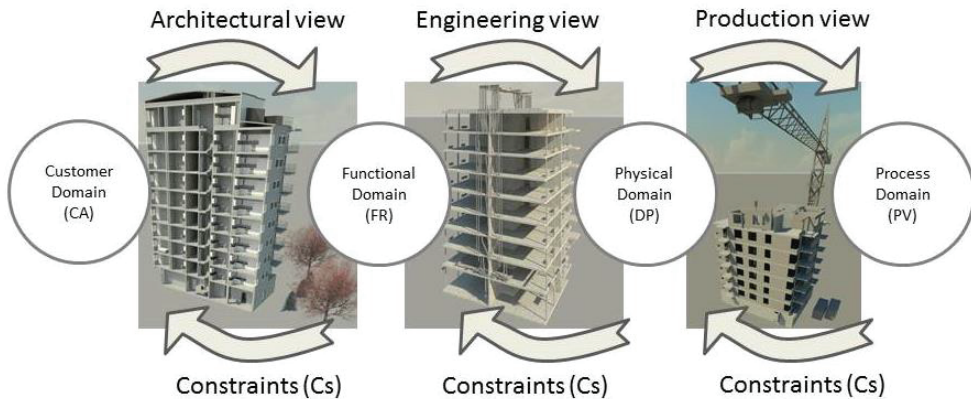 Architectural view
Engineering view
Production view
Customer
Domain
(CA)
Functional
Domain
(FR)
Physical
Domain
(DP)
Process
Domain
(PV)
Constraints (Cs)
Constraints (Cs)
Constraints (Cs)